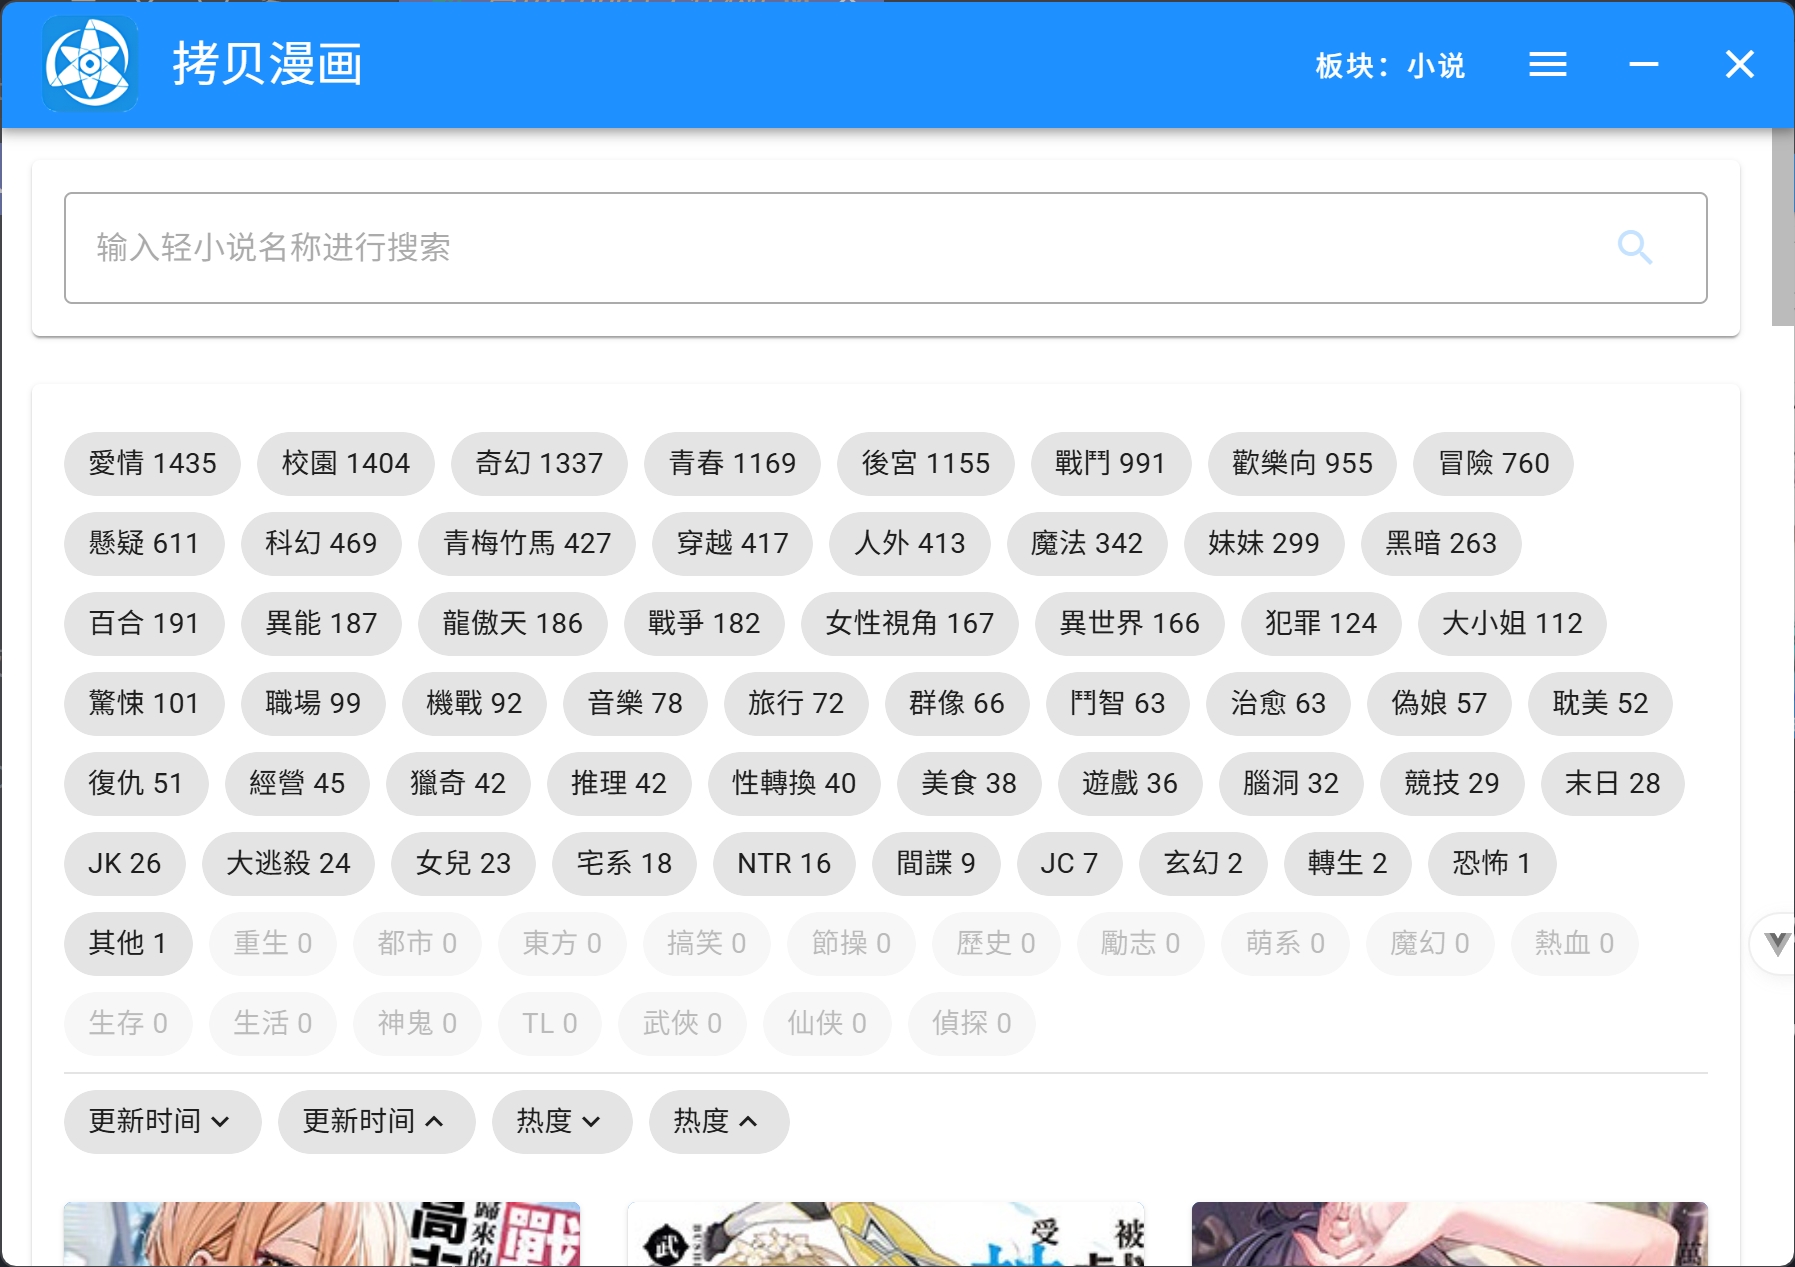 拷贝漫画
板块：小说
输入轻小说名称进行搜索
愛情 1435 校園 1404 奇幻 1337 青春 1169 後宮 1155 戰鬥 991 歡樂向 955 冒險 760
懸疑 611 科幻 469 青梅竹馬 427 穿越 417 人外 413 魔法 342 妹妹 299 黑暗 263
百合 191 異能 187 龍傲天 186 戰爭 182 女性視角 167 異世界 166 犯罪 124 大小姐 112
驚悚 101 職場 99 機戰 92 音樂 78 旅行 72 群像 66 鬥智 63 治愈 63 偽娘 57 耽美 52
復仇 51 經營 45 獵奇 42 推理 42 性轉換 40 美食 38 遊戲 36 腦洞 32 競技 29 末日 28
JK 26 大逃殺 24 女兒 23 宅系 18 NTR 16 間諜 9 JC 7 玄幻 2 轉生 2 恐怖 1
其他 1 重生 0 都市 0 東方 0 搞笑 0 節操 0 歷史 0 勵志 0 萌系 0 魔幻 0 熱血 0
生存 0 生活 0 神鬼 0 TL 0 武俠 0 仙侠 0 偵探 0
更新时间 更新时间 热度 热度
歸來的
高
戰
武
受
被
萬